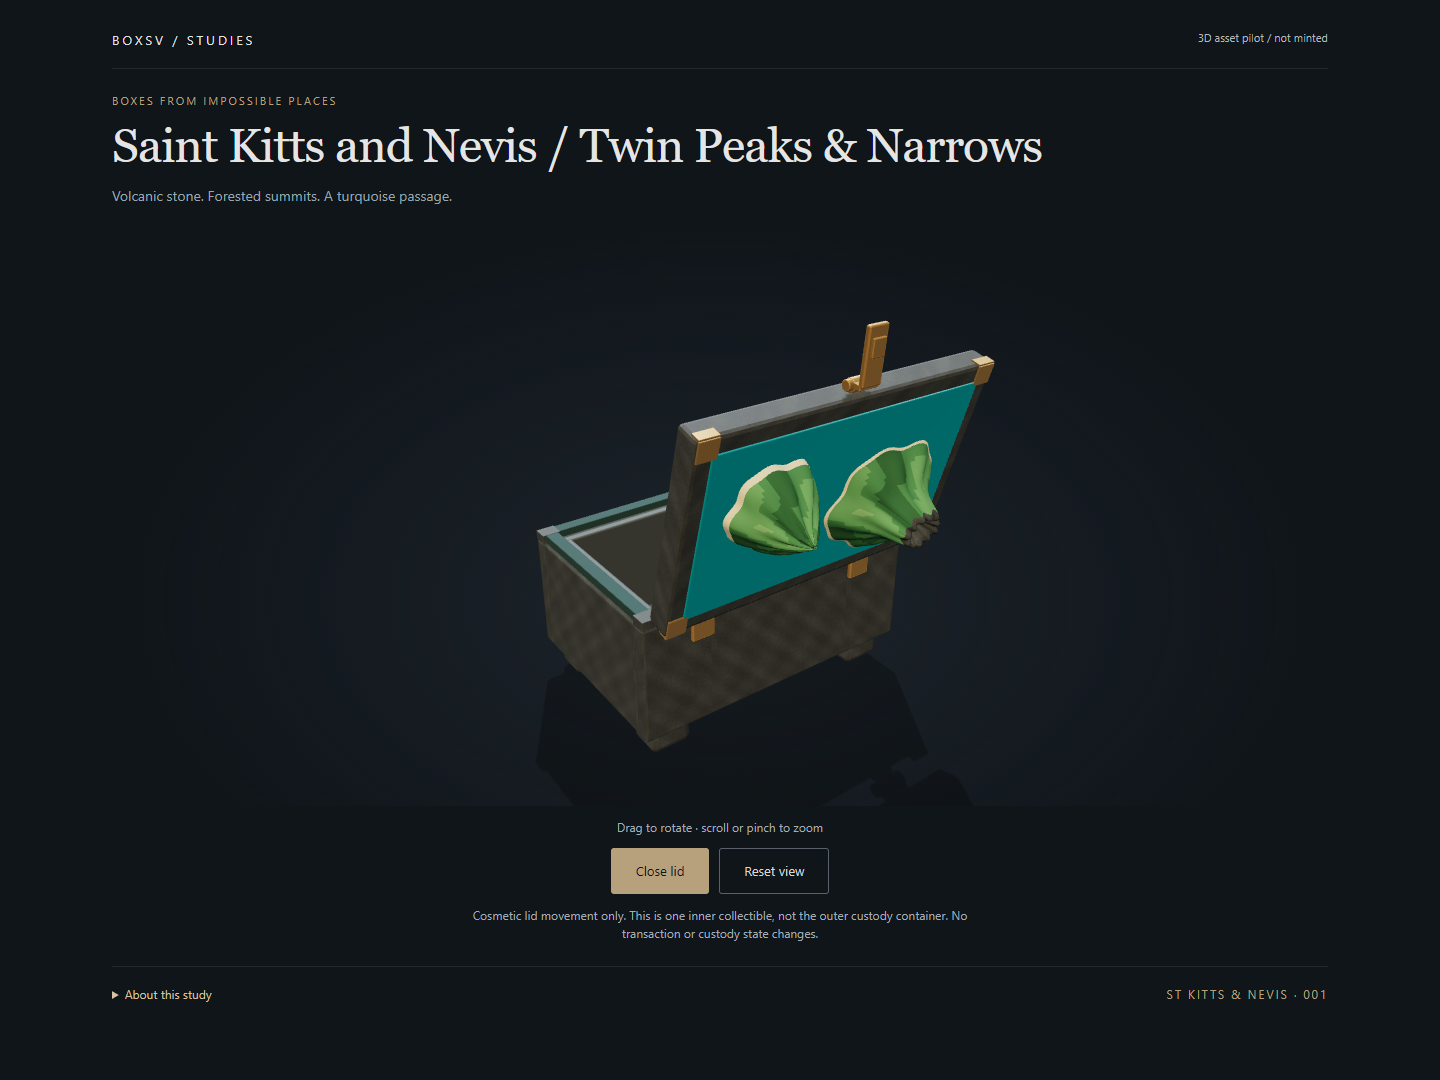 BOXSV / STUDIES
3D asset pilot / not minted
BOXES FROM IMPOSSIBLE PLACES
Saint Kitts and Nevis / Twin Peaks & Narrows
Volcanic stone. Forested summits. A turquoise passage.
Drag to rotate · scroll or pinch to zoom
Close lid
Reset view
Cosmetic lid movement only. This is one inner collectible, not the outer custody container. No
transaction or custody state changes.
About this study
ST KITTS & NEVIS · 001